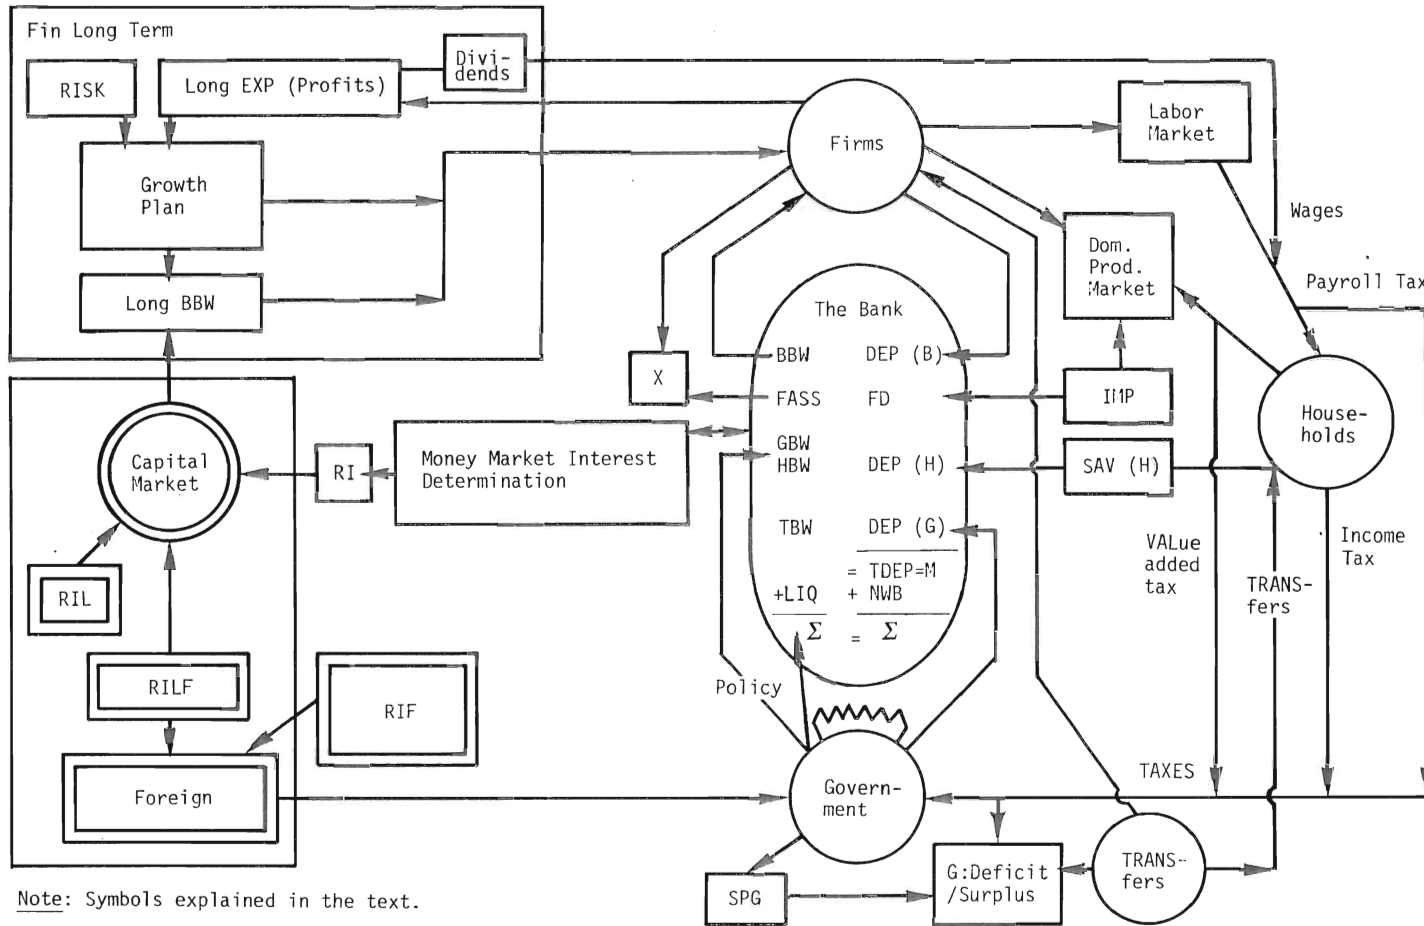 Fin Long Term
RISK
Long EXP (Profits)
Divi-
dends
Growth
Plan
Long BBW
Firms
Labor
Market
Wages
Payroll Tax
Dom.
Prod.
Market
The Bank
BBW DEP (B)
FASS FD
GBW
HBW DEP (H)
TBW DEP (G)
= TDEP=M
+LIQ + NWB
Σ = Σ
X
IMP
SAV (H)
House-
holds
Capital
Market
RI
Money Market Interest
Determination
RIL
RILF
RIF
Foreign
Policy
VALue
added
tax
TRANS-
fers
Income
Tax
TAXES
Govern-
ment
SPG
G:Deficit
/Surplus
TRANS-
fers
Note: Symbols explained in the text.